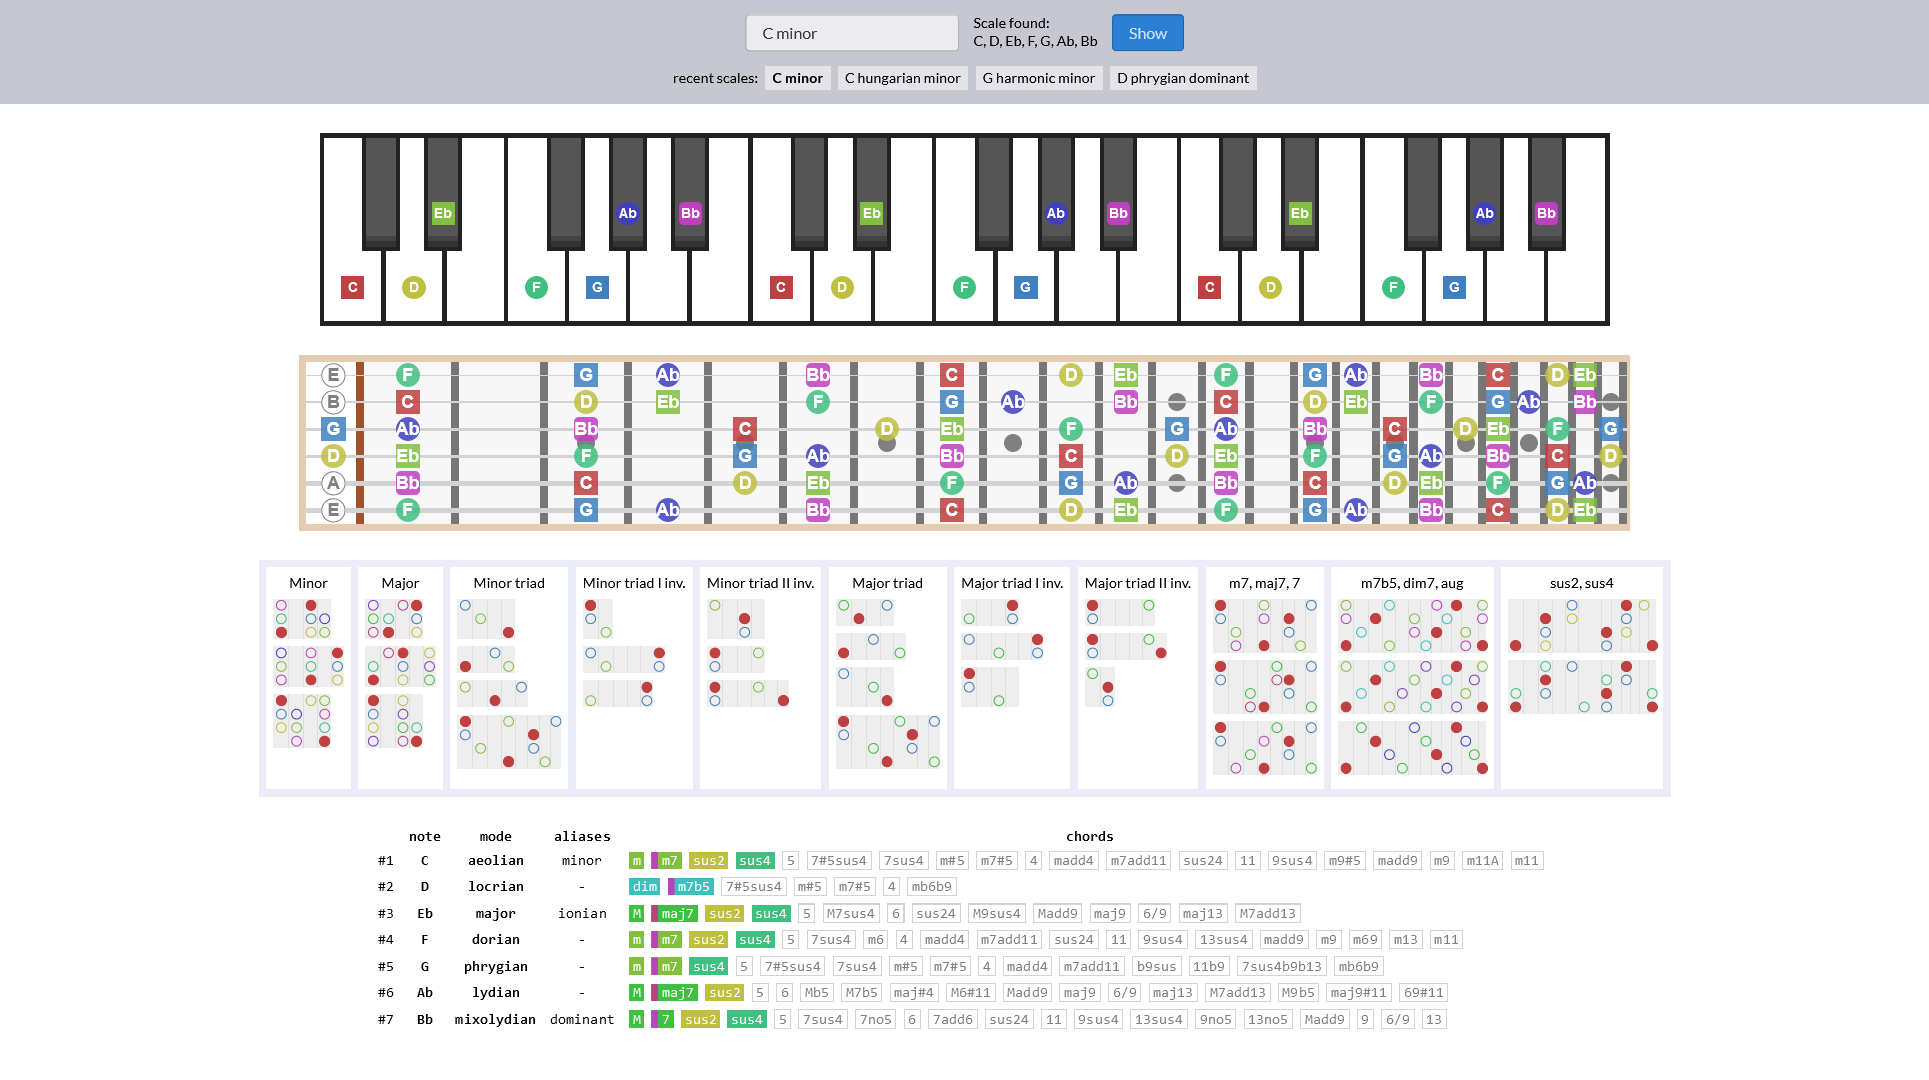 C minor
Scale found:
C, D, Eb, F, G, Ab, Bb
Show
recent scales: C minor C hungarian minor G harmonic minor D phrygian dominant
Eb Ab Bb Eb Ab Bb Eb Ab Bb
C D F G C D F G C D F G
E F G Ab Bb C D Eb F G Ab Bb C D Eb
B C D Eb F G Ab Bb C D Eb F G Ab Bb
G Ab Bb C D Eb F G Ab Bb C D Eb F G
D Eb F G Ab Bb C D Eb F G Ab Bb C D
A Bb C D Eb F G Ab Bb C D Eb F G Ab
E F G Ab Bb C D Eb F G Ab Bb C D Eb
Minor Major Minor triad Minor triad I inv. Minor triad II inv. Major triad Major triad I inv. Major triad II inv. m7, maj7, 7 m7b5, dim7, aug sus2, sus4
note mode aliases chords
#1 C aeolian minor m m7 sus2 sus4 5 7#5sus4 7sus4 m#5 m7#5 4 madd4 m7add11 sus24 11 9sus4 m9#5 madd9 m9 m11A m11
#2 D locrian - dim m7b5 7#5sus4 m#5 m7#5 4 mb6b9
#3 Eb major ionian M maj7 sus2 sus4 5 M7sus4 6 sus24 M9sus4 Madd9 maj9 6/9 maj13 M7add13
#4 F dorian - m m7 sus2 sus4 5 7sus4 m6 4 madd4 m7add11 sus24 11 9sus4 13sus4 madd9 m9 m69 m13 m11
#5 G phrygian - m m7 sus4 5 7#5sus4 7sus4 m#5 m7#5 4 madd4 m7add11 b9sus 11b9 7sus4b9b13 mb6b9
#6 Ab lydian - M maj7 sus2 5 6 Mb5 M7b5 maj#4 M6#11 Madd9 maj9 6/9 maj13 M7add13 M9b5 maj9#11 69#11
#7 Bb mixolydian dominant M 7 sus2 sus4 5 7sus4 7no5 6 7add6 sus24 11 9sus4 13sus4 9no5 13no5 Madd9 9 6/9 13